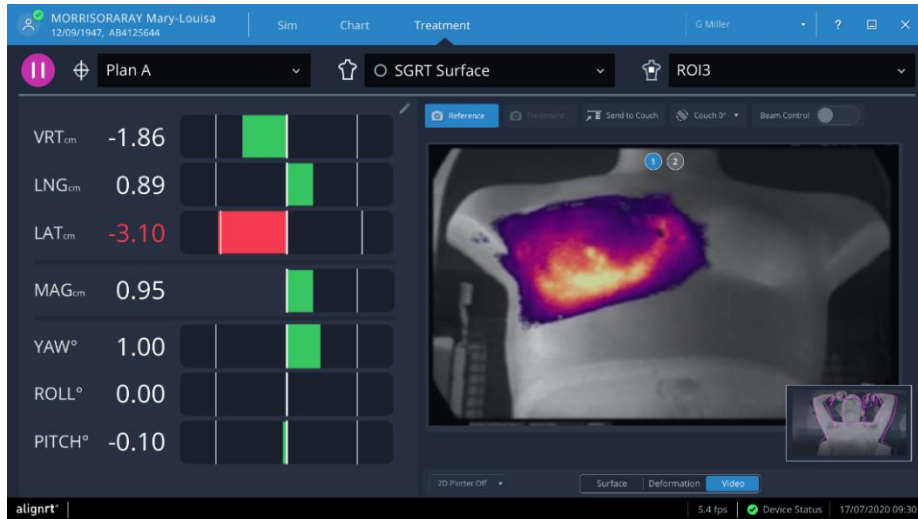 MORRISORARAY Mary-Louisa
12/09/1947, AB4125644
Sim
Chart
Treatment
G Miller
?
Plan A
SGRT Surface
ROI3
VRTcm -1.86
LNGcm 0.89
LATcm -3.10
MAGcm 0.95
YAW° 1.00
ROLL° 0.00
PITCH° -0.10
Reference
Treatment
Send to Couch
Couch 0°
Beam Control
1 2
2D Plotter Off
Surface
Deformation
Video
alignrt®
5.4 fps
Device Status
17/07/2020 09:30